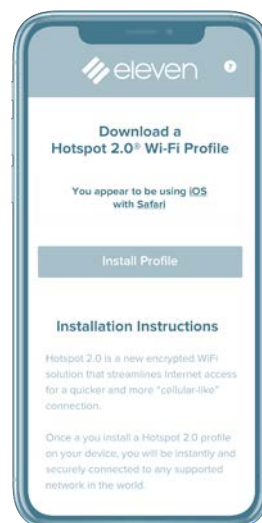 eleven
?
Download a
Hotspot 2.0® Wi-Fi Profile
You appear to be using iOS
with Safari
Install Profile
Installation Instructions
Hotspot 2.0 is a new encrypted WiFi
solution that streamlines Internet access
for a quicker and more "cellular-like"
connection.
Once a you install a Hotspot 2.0 profile
on your device, you will be instantly and
securely connected to any supported
network in the world.